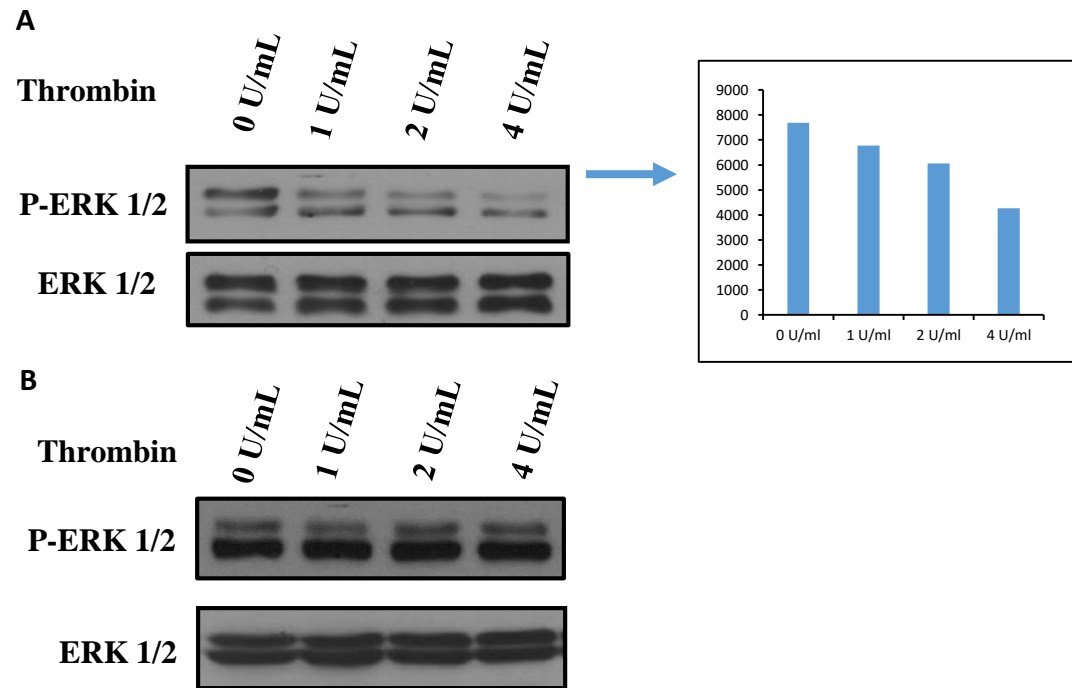 A
Thrombin
0 U/mL 1 U/mL 2 U/mL 4 U/mL
P-ERK 1/2
ERK 1/2
9000
8000
7000
6000
5000
4000
3000
2000
1000
0
0 U/ml 1 U/ml 2 U/ml 4 U/ml
B
Thrombin
0 U/mL 1 U/mL 2 U/mL 4 U/mL
P-ERK 1/2
ERK 1/2